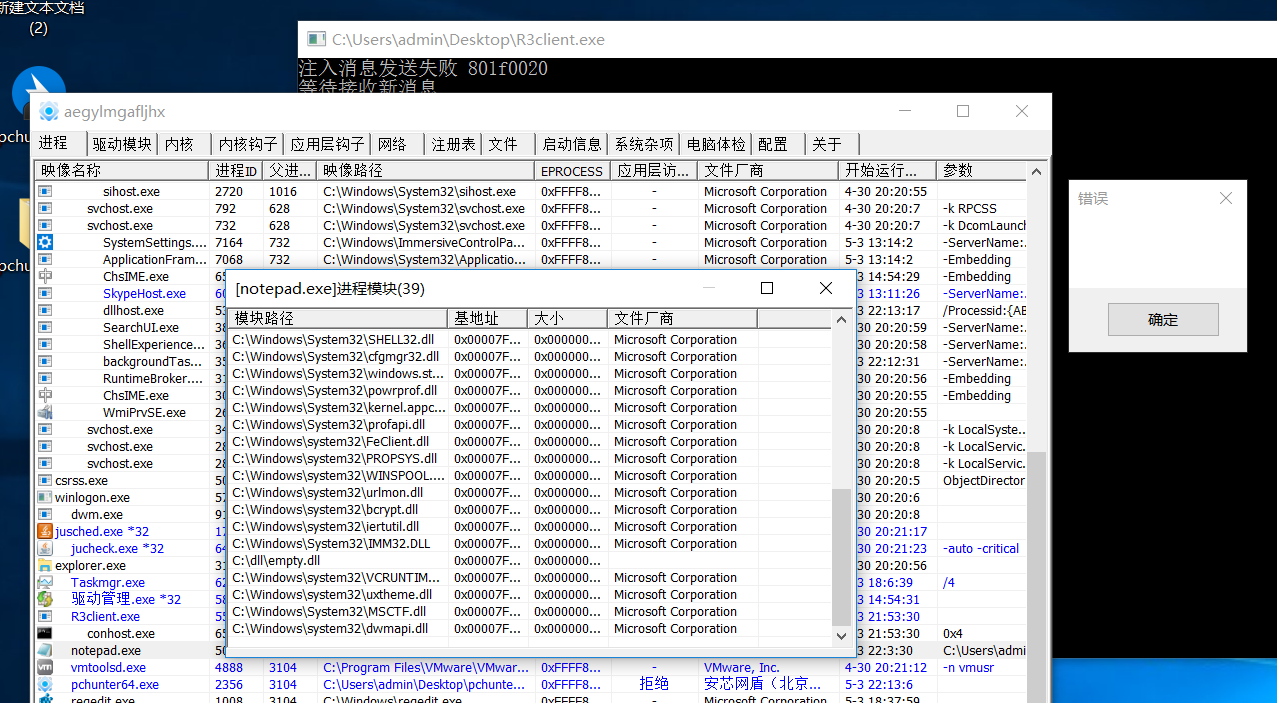 新建文本文档
(2)
C:\Users\admin\Desktop\R3client.exe
注入消息发送失败 801f0020
等待接收新消息
pchu
pchu
aegylmgafljhx
进程 驱动模块 内核 内核钩子 应用层钩子 网络 注册表 文件 启动信息 系统杂项 电脑体检 配置 关于
映像名称 进程ID 父进... 映像路径 EPROCESS 应用层访... 文件厂商 开始运行... 参数
sihost.exe 2720 1016 C:\Windows\System32\sihost.exe 0xFFFF8... - Microsoft Corporation 4-30 20:20:55
svchost.exe 792 628 C:\Windows\System32\svchost.exe 0xFFFF8... - Microsoft Corporation 4-30 20:20:7 -k RPCSS
svchost.exe 732 628 C:\Windows\System32\svchost.exe 0xFFFF8... - Microsoft Corporation 4-30 20:20:7 -k DcomLaunch
SystemSettings.... 7164 732 C:\Windows\ImmersiveControlPa... 0xFFFF8... - Microsoft Corporation 5-3 13:14:2 -ServerName:.
ApplicationFram... 7068 732 C:\Windows\System32\Applicatio... 0xFFFF8... - Microsoft Corporation 5-3 13:14:2 -Embedding
ChsIME.exe 3 14:54:29 -Embedding
SkypeHost.exe 3 13:11:26 -ServerName:.
dllhost.exe 3 22:13:17 /Processid:{AB
SearchUI.exe 30 20:20:59 -ServerName:.
ShellExperience... 30 20:20:58 -ServerName:.
backgroundTas... 3 22:12:31 -ServerName:.
RuntimeBroker.... 30 20:20:56 -Embedding
ChsIME.exe 30 20:20:55 -Embedding
WmiPrvSE.exe 30 20:20:55
svchost.exe 30 20:20:8 -k LocalSyste..
svchost.exe 30 20:20:8 -k LocalServic.
svchost.exe 30 20:20:8 -k LocalServic.
csrss.exe 30 20:20:5 ObjectDirector
winlogon.exe 30 20:20:6
dwm.exe 30 20:20:8
jusched.exe *32 30 20:21:17
jucheck.exe *32 30 20:21:23 -auto -critical
explorer.exe 30 20:20:56
Taskmgr.exe 3 18:6:39 /4
驱动管理.exe *32 3 14:54:31
R3client.exe 3 21:53:30
conhost.exe 3 21:53:30 0x4
notepad.exe 3 22:3:30 C:\Users\admi
vmtoolsd.exe 4888 3104 C:\Program Files\VMware\VMwar... 0xFFFF8... - VMware, Inc. 4-30 20:21:12 -n vmusr
pchunter64.exe 2356 3104 C:\Users\admin\Desktop\pchunte... 0xFFFF8... 拒绝 安芯网盾（北京... 5-3 22:13:6
regedit.exe 1008 3104 C:\Windows\regedit.exe 0xFFFF8... - Microsoft Corporation 5-3 18:37:59
[notepad.exe]进程模块(39)
模块路径 基地址 大小 文件厂商
C:\Windows\System32\SHELL32.dll 0x00007F... 0x000000... Microsoft Corporation
C:\Windows\System32\cfgmgr32.dll 0x00007F... 0x000000... Microsoft Corporation
C:\Windows\System32\windows.st... 0x00007F... 0x000000... Microsoft Corporation
C:\Windows\System32\powrprof.dll 0x00007F... 0x000000... Microsoft Corporation
C:\Windows\System32\kernel.appc... 0x00007F... 0x000000... Microsoft Corporation
C:\Windows\System32\profapi.dll 0x00007F... 0x000000... Microsoft Corporation
C:\Windows\system32\FeClient.dll 0x00007F... 0x000000... Microsoft Corporation
C:\Windows\system32\PROPSYS.dll 0x00007F... 0x000000... Microsoft Corporation
C:\Windows\system32\WINSPOOL.... 0x00007F... 0x000000... Microsoft Corporation
C:\Windows\system32\urlmon.dll 0x00007F... 0x000000... Microsoft Corporation
C:\Windows\system32\bcrypt.dll 0x00007F... 0x000000... Microsoft Corporation
C:\Windows\system32\iertutil.dll 0x00007F... 0x000000... Microsoft Corporation
C:\Windows\System32\IMM32.DLL 0x00007F... 0x000000... Microsoft Corporation
C:\dll\empty.dll 0x00007F... 0x000000...
C:\Windows\system32\VCRUNTIM... 0x00007F... 0x000000... Microsoft Corporation
C:\Windows\system32\uxtheme.dll 0x00007F... 0x000000... Microsoft Corporation
C:\Windows\System32\MSCTF.dll 0x00007F... 0x000000... Microsoft Corporation
C:\Windows\system32\dwmapi.dll 0x00007F... 0x000000... Microsoft Corporation
错误
确定